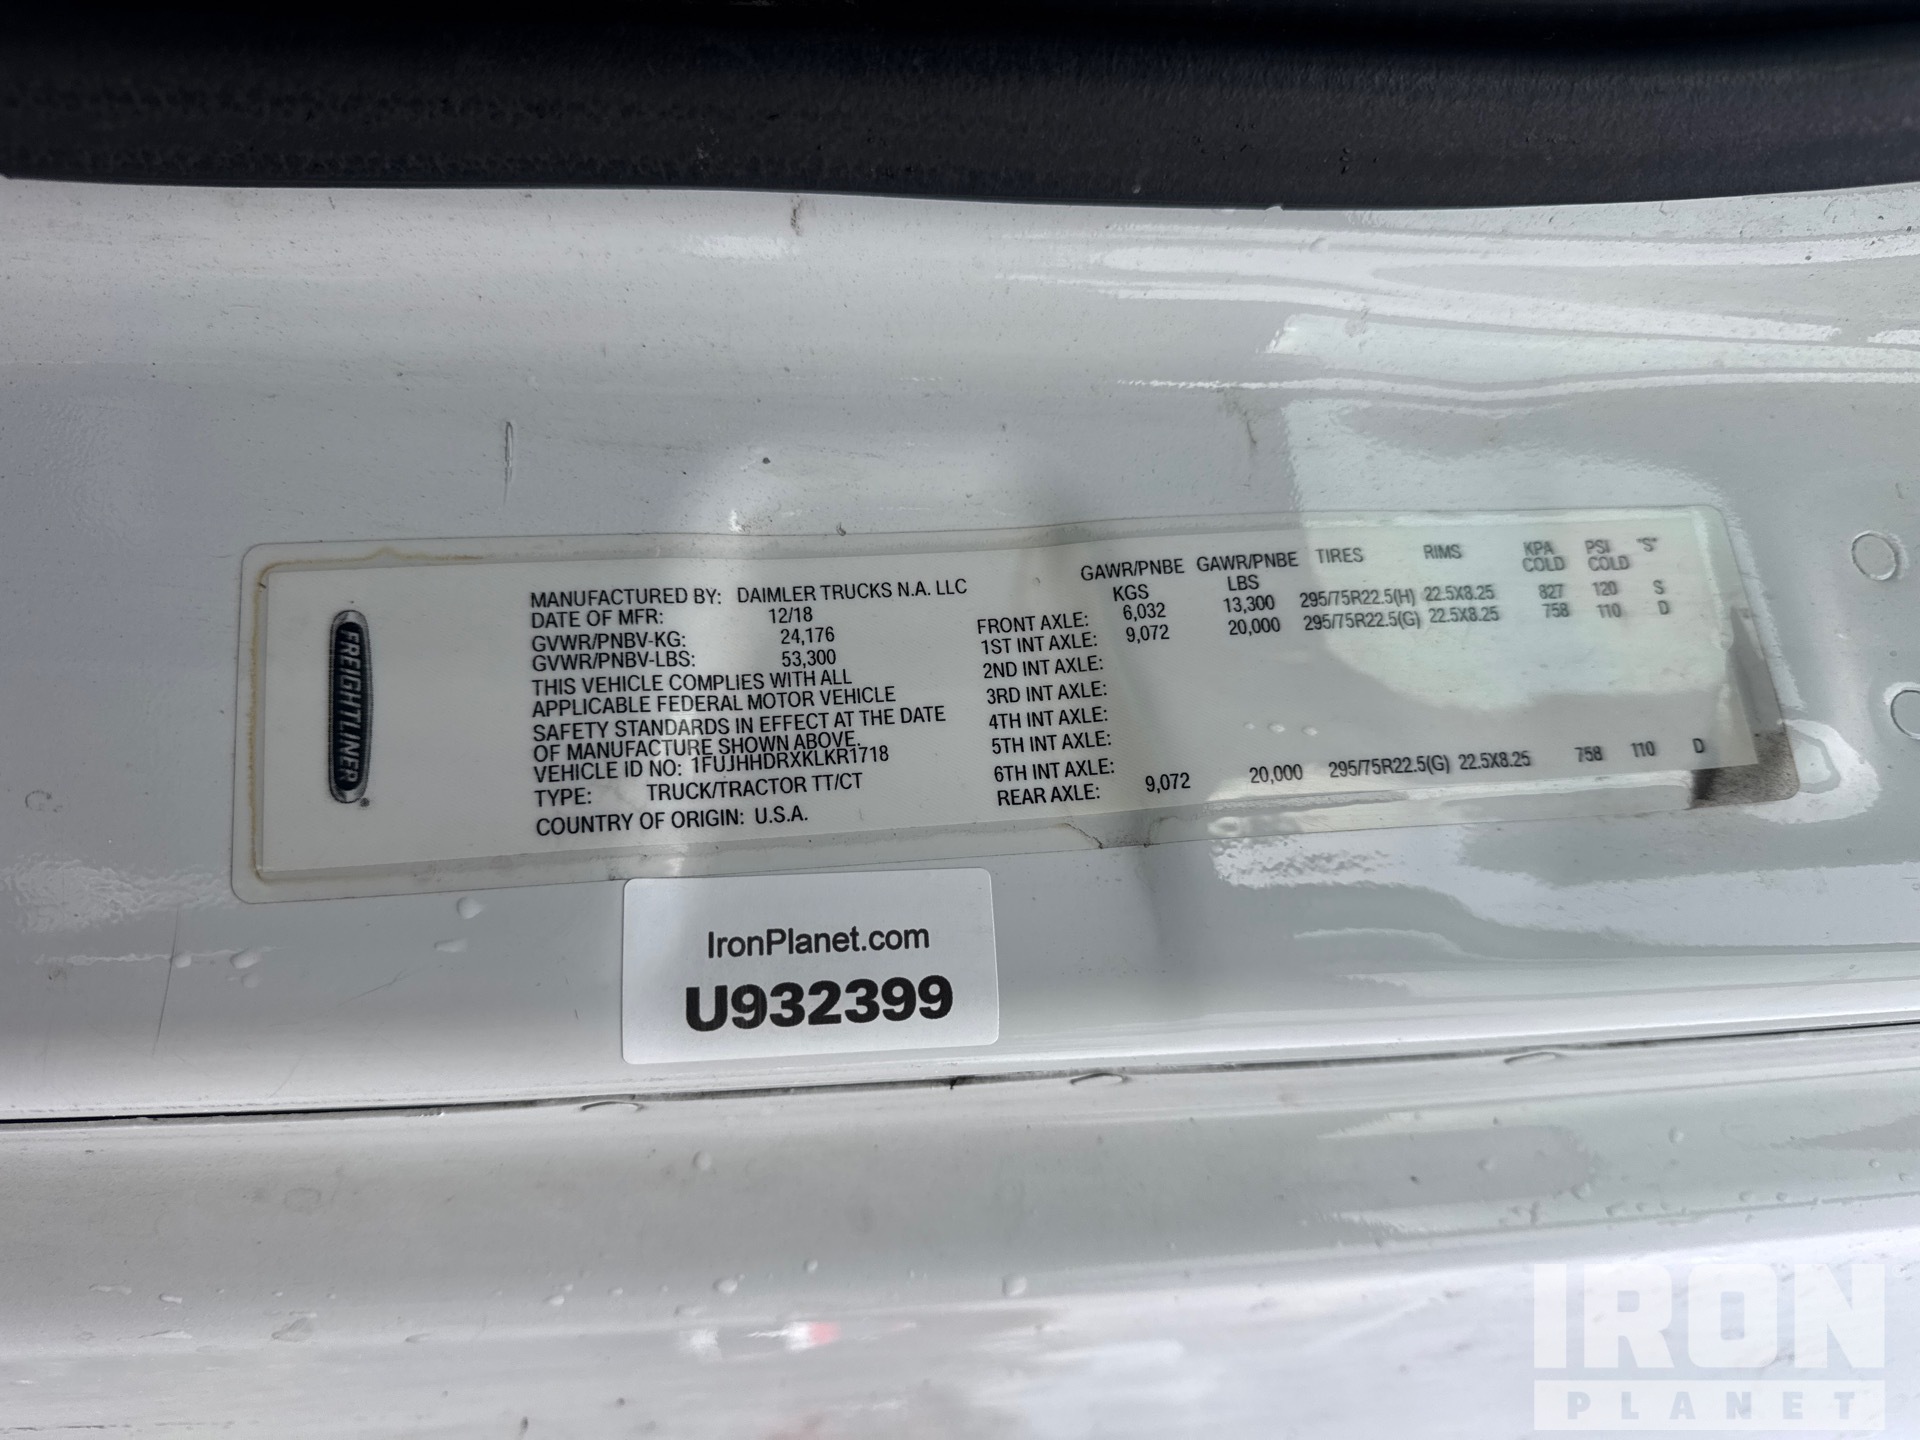 FREIGHTLINER®
MANUFACTURED BY: DAIMLER TRUCKS N.A. LLC
DATE OF MFR: 12/18
GVWR/PNBV-KG: 24,176
GVWR/PNBV-LBS: 53,300
THIS VEHICLE COMPLIES WITH ALL
APPLICABLE FEDERAL MOTOR VEHICLE
SAFETY STANDARDS IN EFFECT AT THE DATE
OF MANUFACTURE SHOWN ABOVE.
VEHICLE ID NO: 1FUJHHDRXKLKR1718
TYPE: TRUCK/TRACTOR TT/CT
COUNTRY OF ORIGIN: U.S.A.
GAWR/PNBE GAWR/PNBE TIRES RIMS KPA PSI "S"
KGS LBS COLD COLD
FRONT AXLE: 6,032 13,300 295/75R22.5(H) 22.5X8.25 827 120 S
1ST INT AXLE: 9,072 20,000 295/75R22.5(G) 22.5X8.25 758 110 D
2ND INT AXLE:
3RD INT AXLE:
4TH INT AXLE:
5TH INT AXLE:
6TH INT AXLE:
REAR AXLE: 9,072 20,000 295/75R22.5(G) 22.5X8.25 758 110 D
IronPlanet.com
U932399
IRON
PLANET